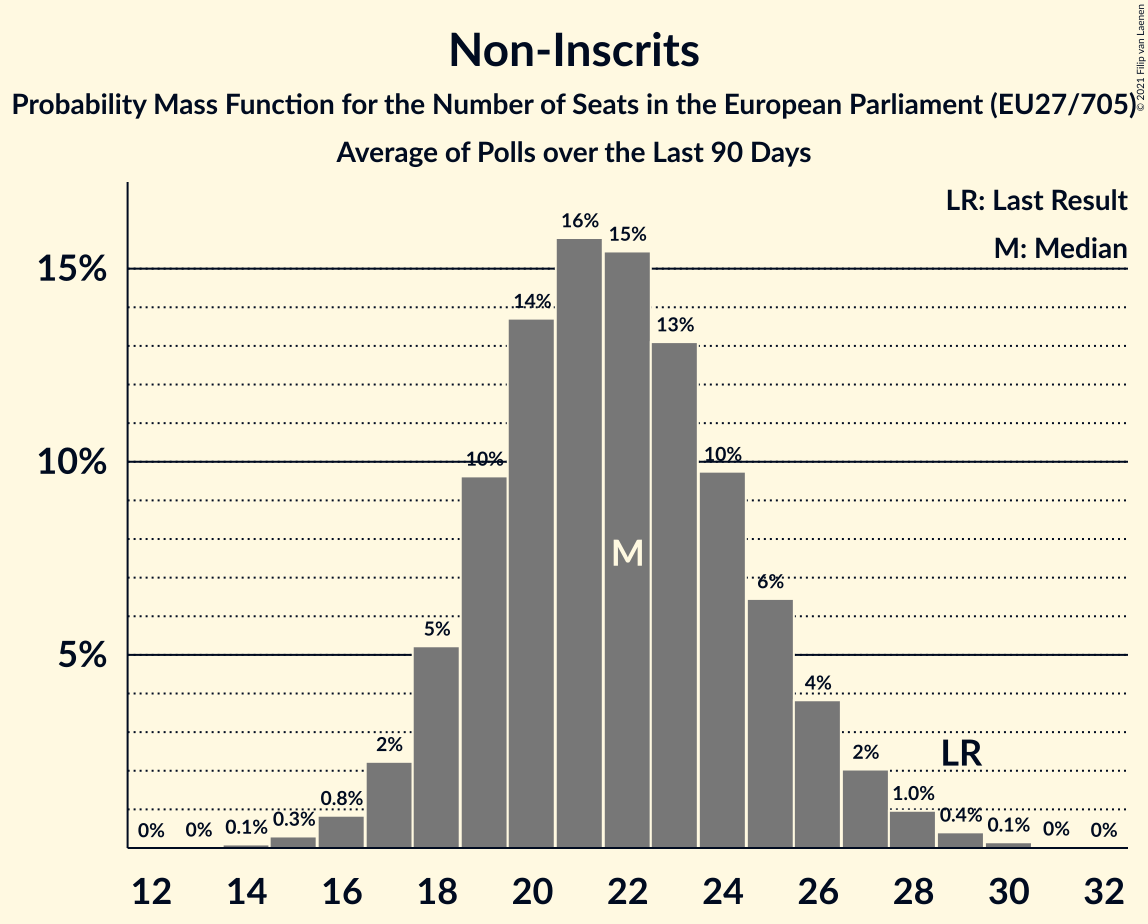 Non-Inscrits
Probability Mass Function for the Number of Seats in the European Parliament (EU27/705)
Average of Polls over the Last 90 Days
© 2021 Filip van Laenen
LR: Last Result
M: Median
15%
10%
5%
0%
0%
0.1%
0.3%
0.8%
2%
5%
10%
14%
16%
15%
13%
10%
6%
4%
2%
1.0%
0.4%
0.1%
0%
0%
M
LR
12 14 16 18 20 22 24 26 28 30 32